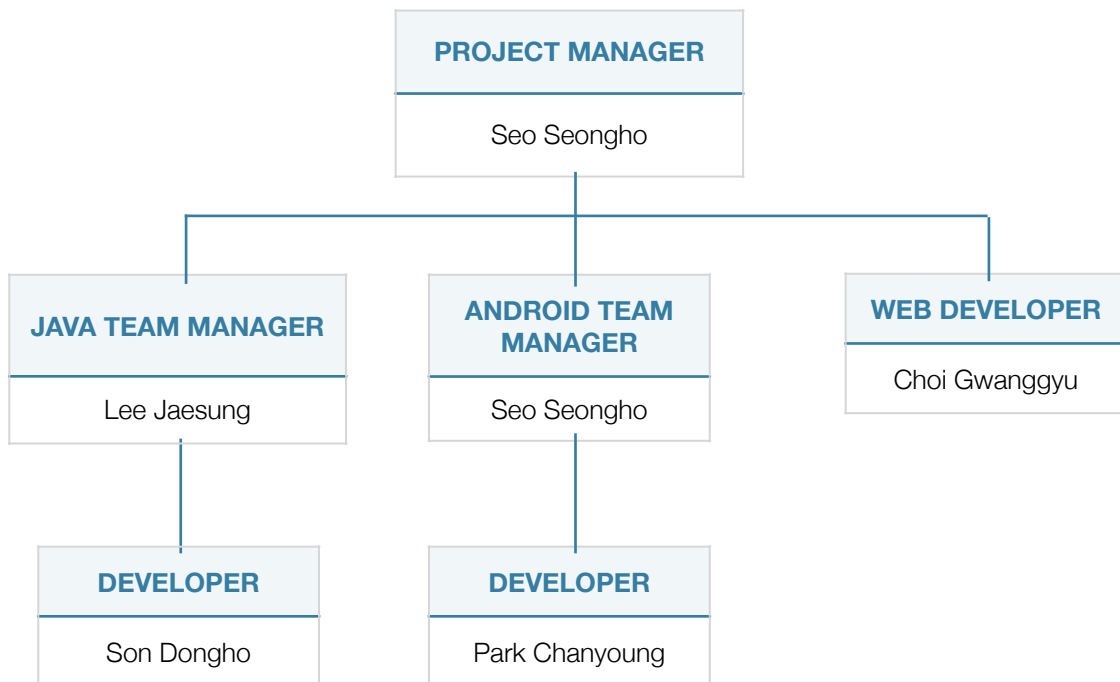 PROJECT MANAGER
Seo Seongho
JAVA TEAM MANAGER
Lee Jaesung
ANDROID TEAM
MANAGER
Seo Seongho
WEB DEVELOPER
Choi Gwanggyu
DEVELOPER
Son Dongho
DEVELOPER
Park Chanyoung